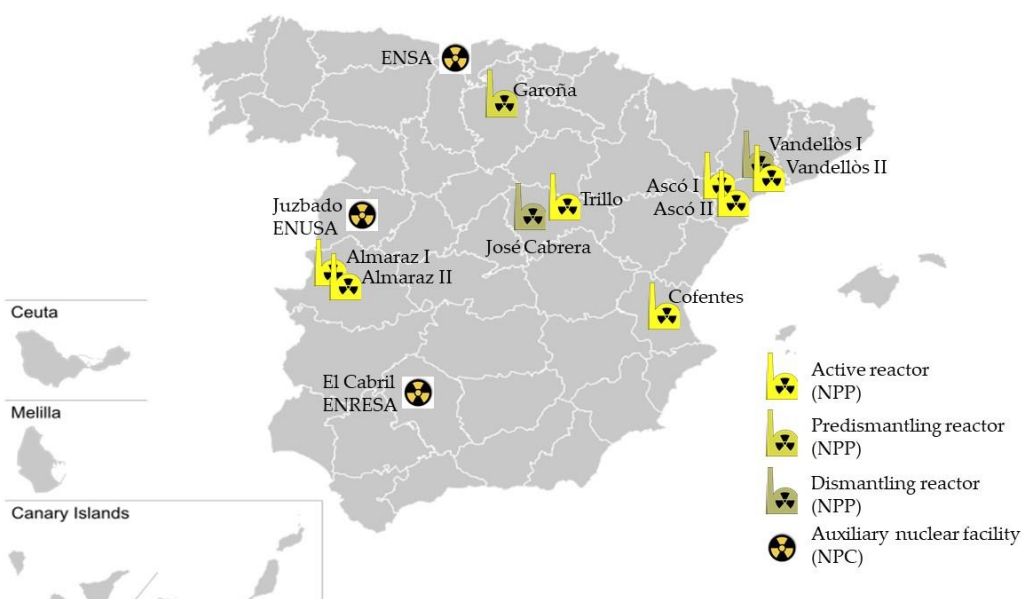 ENSA
Garoña
Vandellòs I
Vandellòs II
Ascó I
Ascó II
Trillo
Juzbado
ENUSA
José Cabrera
Almaraz I
Almaraz II
Cofentes
Ceuta
El Cabril
ENRESA
Melilla
Canary Islands
Active reactor
(NPP)
Predismantling reactor
(NPP)
Dismantling reactor
(NPP)
Auxiliary nuclear facility
(NPC)